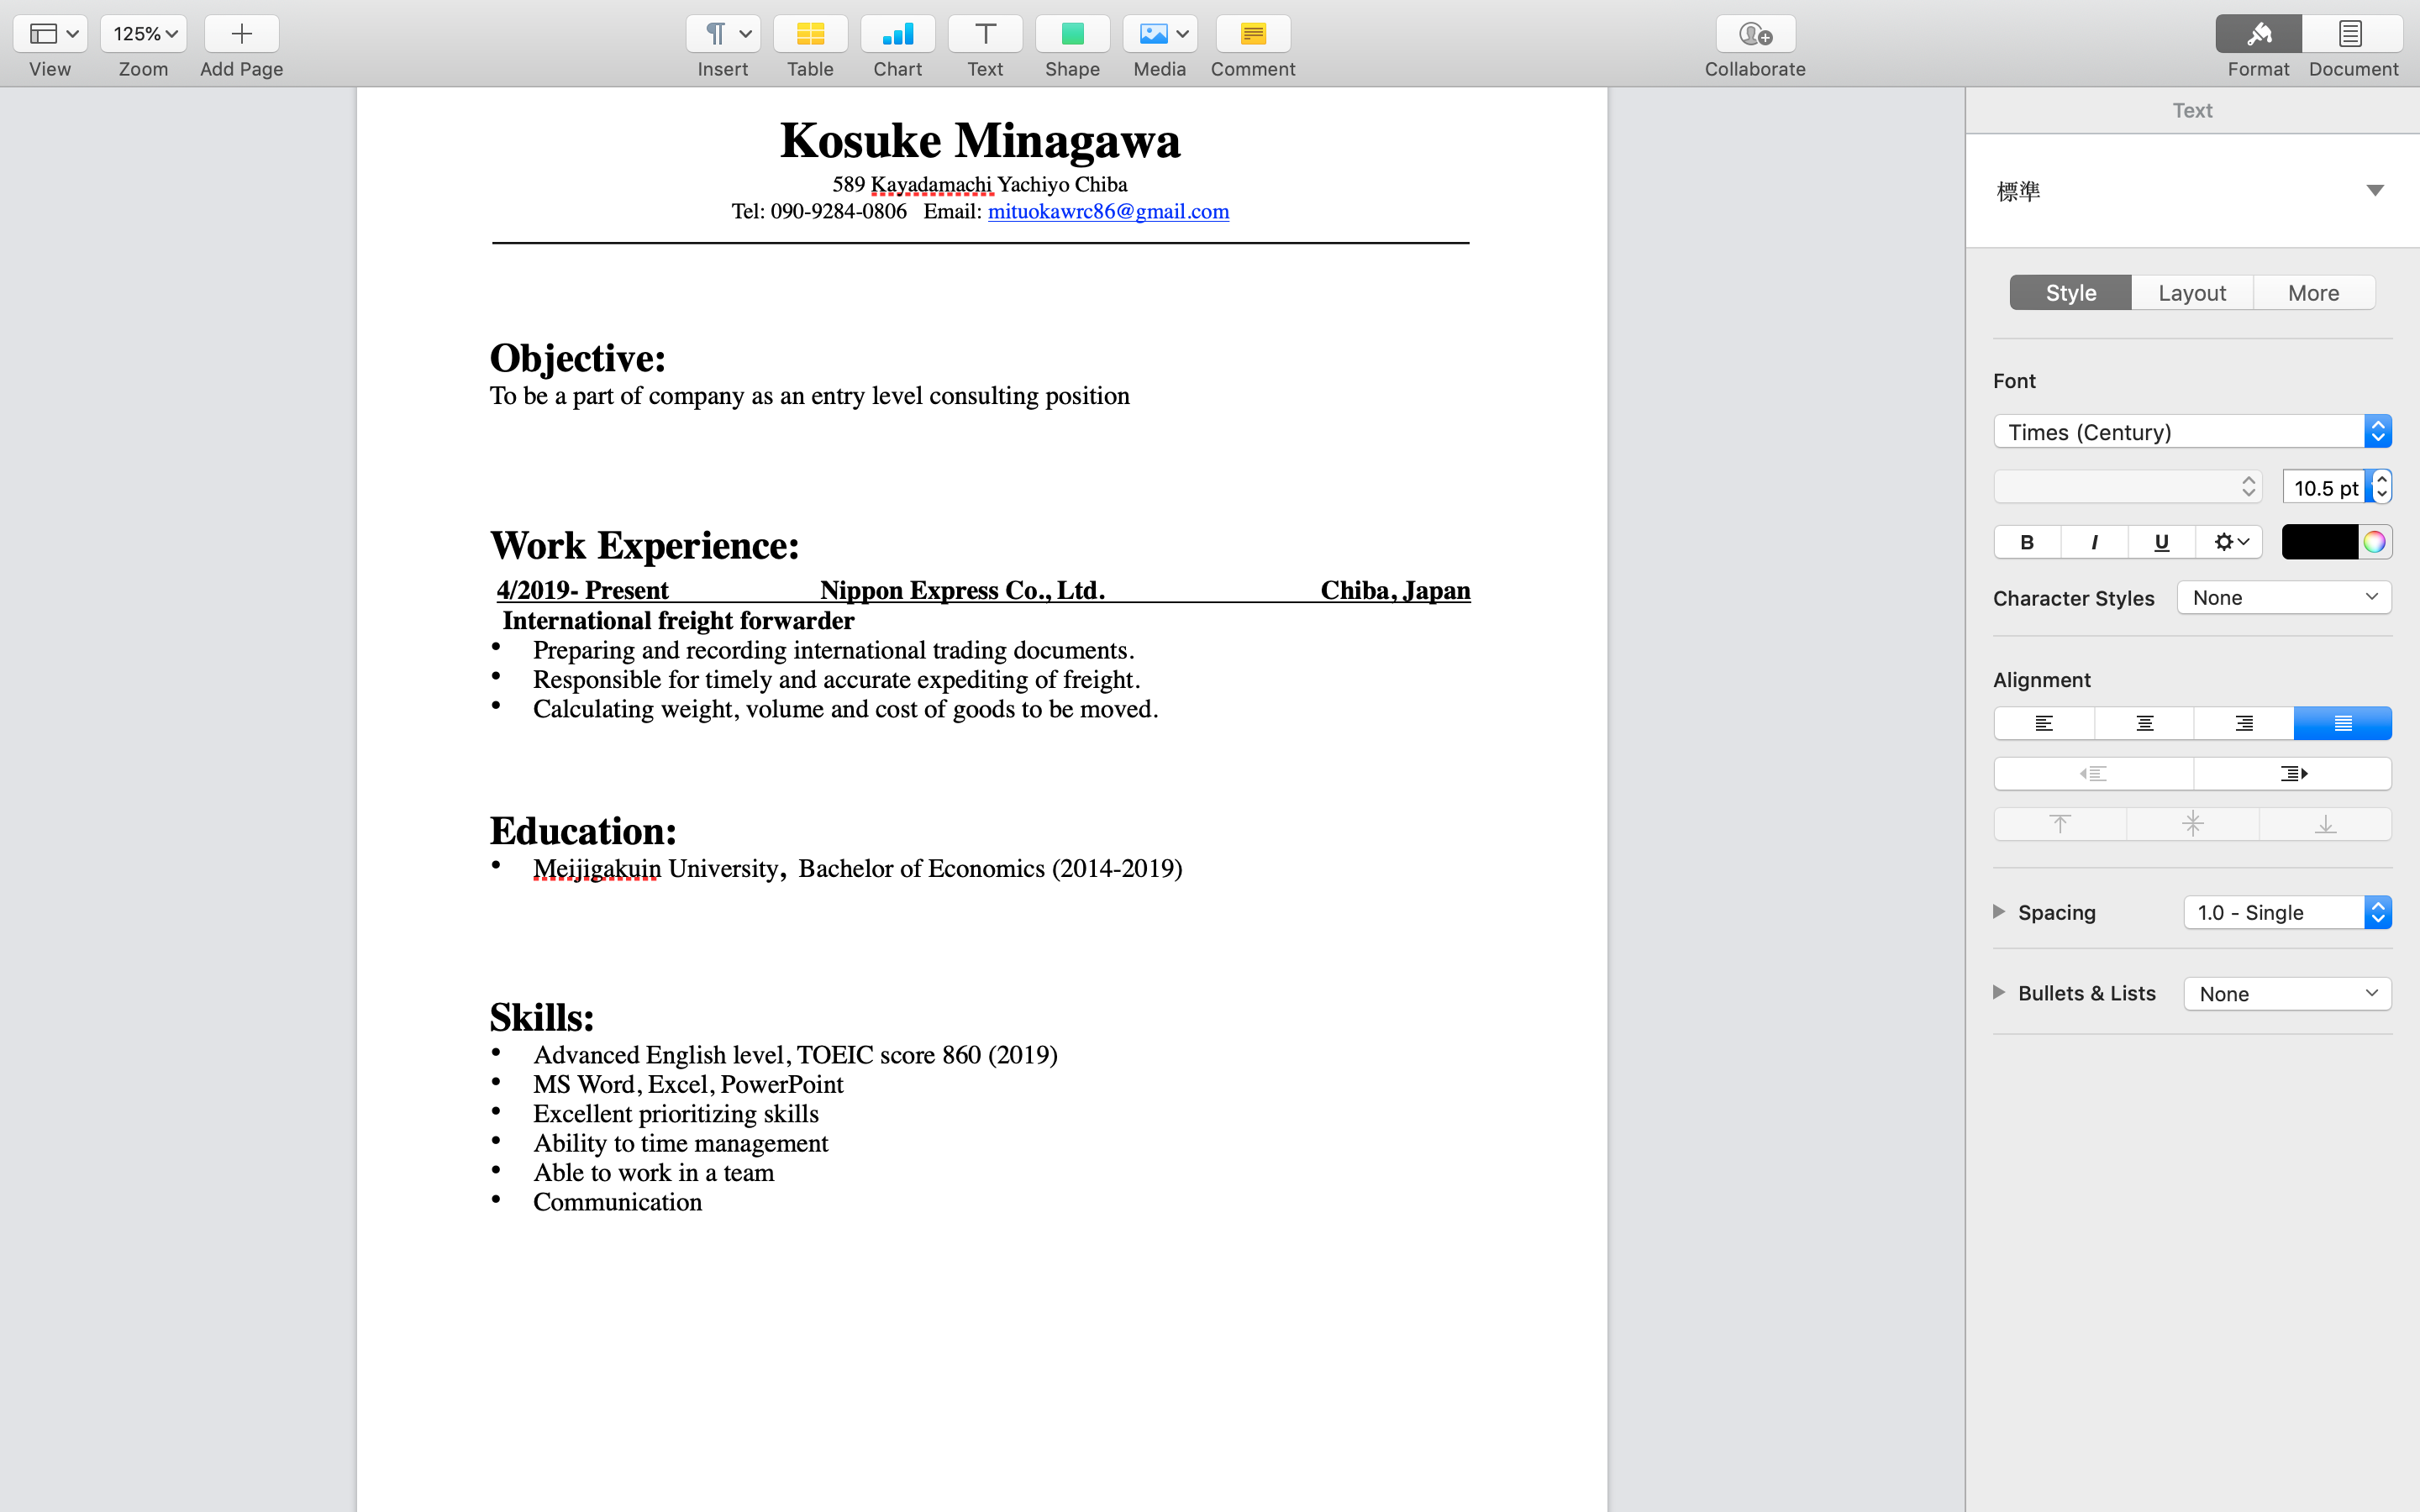 125%
View
Zoom
Add Page
Insert
Table
Chart
Text
Shape
Media
Comment
Collaborate
Format
Document
Kosuke Minagawa
589 Kayadamachi Yachiyo Chiba
Tel: 090-9284-0806 Email: mituokawrc86@gmail.com
Objective:
To be a part of company as an entry level consulting position
Work Experience:
4/2019- Present Nippon Express Co., Ltd. Chiba, Japan
International freight forwarder
• Preparing and recording international trading documents.
• Responsible for timely and accurate expediting of freight.
• Calculating weight, volume and cost of goods to be moved.
Education:
• Meijigakuin University, Bachelor of Economics (2014-2019)
Skills:
• Advanced English level, TOEIC score 860 (2019)
• MS Word, Excel, PowerPoint
• Excellent prioritizing skills
• Ability to time management
• Able to work in a team
• Communication
Text
標準
Style Layout More
Font
Times (Century)
10.5 pt
B I U
Character Styles None
Alignment
Spacing 1.0 - Single
Bullets & Lists None